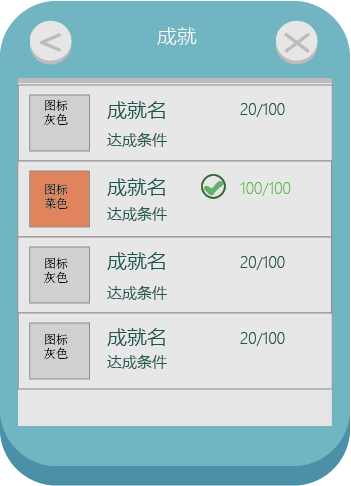 成就
图标
灰色
成就名
20/100
达成条件
图标
菜色
成就名
100/100
达成条件
图标
灰色
成就名
20/100
达成条件
图标
灰色
成就名
20/100
达成条件